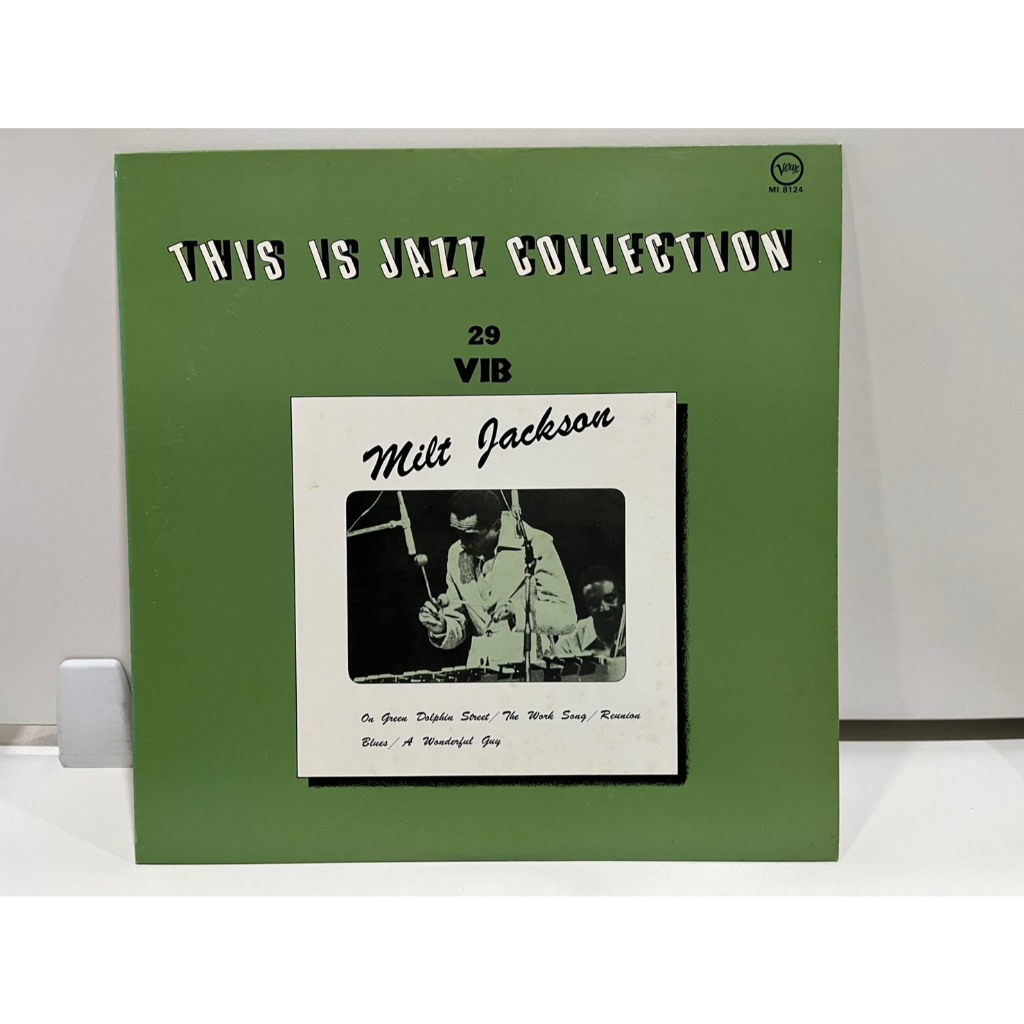 Verve
MI 8124
THIS IS JAZZ COLLECTION
29
VIB
Milt Jackson
On Green Dolphin Street/The Work Song/Reunion
Blues/A Wonderful Guy